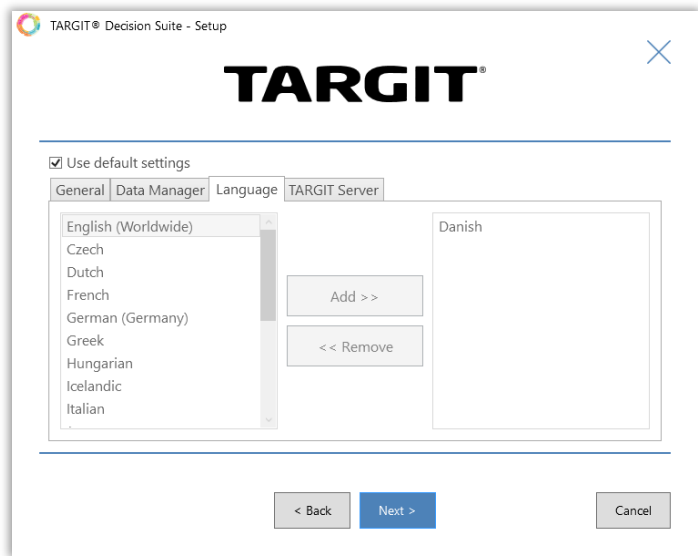 TARGIT® Decision Suite - Setup
TARGIT®
Use default settings
General Data Manager Language TARGIT Server
English (Worldwide)
Czech
Dutch
French
German (Germany)
Greek
Hungarian
Icelandic
Italian
Add >>
<< Remove
Danish
< Back Next > Cancel